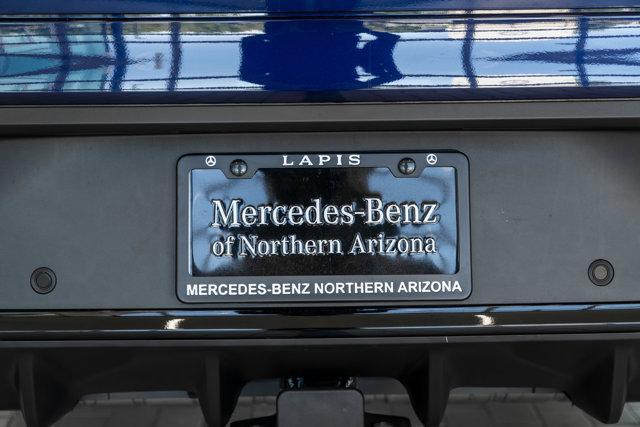 LAPIS
Mercedes-Benz
of Northern Arizona
MERCEDES-BENZ NORTHERN ARIZONA